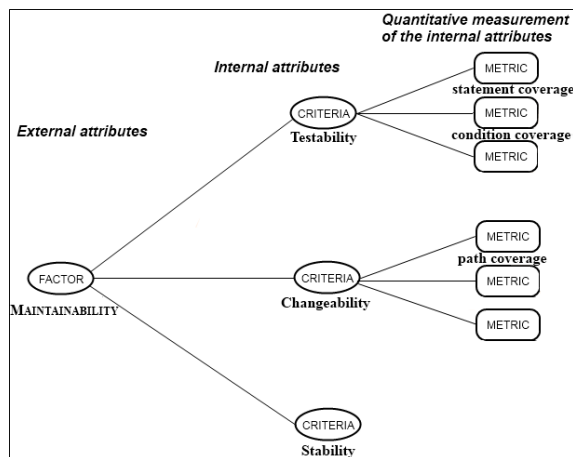 Quantitative measurement
of the internal attributes
Internal attributes
External attributes
METRIC
statement coverage
CRITERIA
Testability
METRIC
condition coverage
METRIC
METRIC
path coverage
FACTOR
MAINTAINABILITY
CRITERIA
Changeability
METRIC
METRIC
CRITERIA
Stability